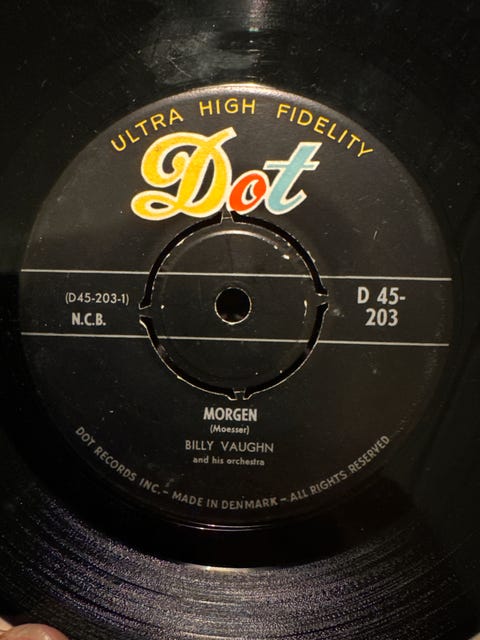 ULTRA HIGH FIDELITY
Dot
(D45-203-1)
N.C.B.
D 45-
203
MORGEN
(Moesser)
BILLY VAUGHN
and his orchestra
DOT RECORDS INC. - MADE IN DENMARK - ALL RIGHTS RESERVED